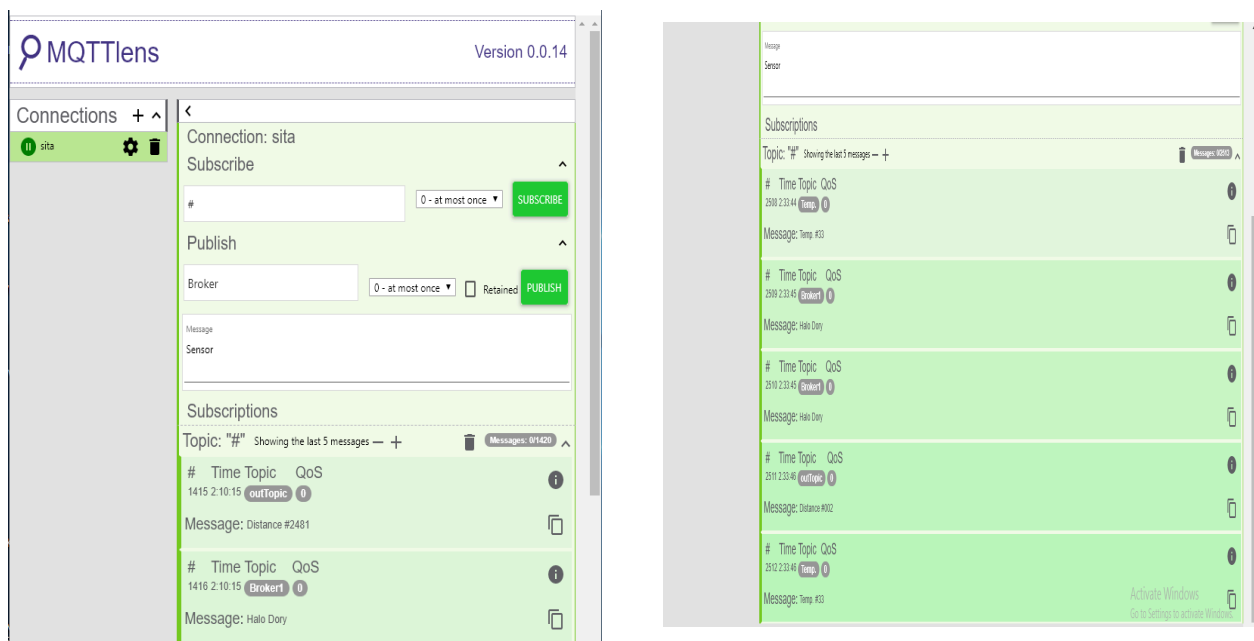 MQTTlens
Version 0.0.14
Connections
sita
Connection: sita
Subscribe
#
0 - at most once
SUBSCRIBE
Publish
Broker
0 - at most once
Retained
PUBLISH
Message
Sensor
Subscriptions
Topic: "#" Showing the last 5 messages
Messages: 0/1420
# Time Topic QoS
1415 2:10:15 outTopic 0
Message: Distance #2481
# Time Topic QoS
1416 2:10:15 Broker1 0
Message: Halo Dory
Message
Sensor
Subscriptions
Topic: "#" Showing the last 5 messages
# Time Topic QoS
2508 2:33:44 Temp. 0
Message: Temp. #33
# Time Topic QoS
2509 2:33:45 Broker1 0
Message: Halo Dory
# Time Topic QoS
2510 2:33:45 Broker1 0
Message: Halo Dory
# Time Topic QoS
2511 2:33:46 outTopic 0
Message: Distance #002
# Time Topic QoS
2512 2:33:46 Temp. 0
Message: Temp. #33
Activate Windows
Go to Settings to activate Windows.